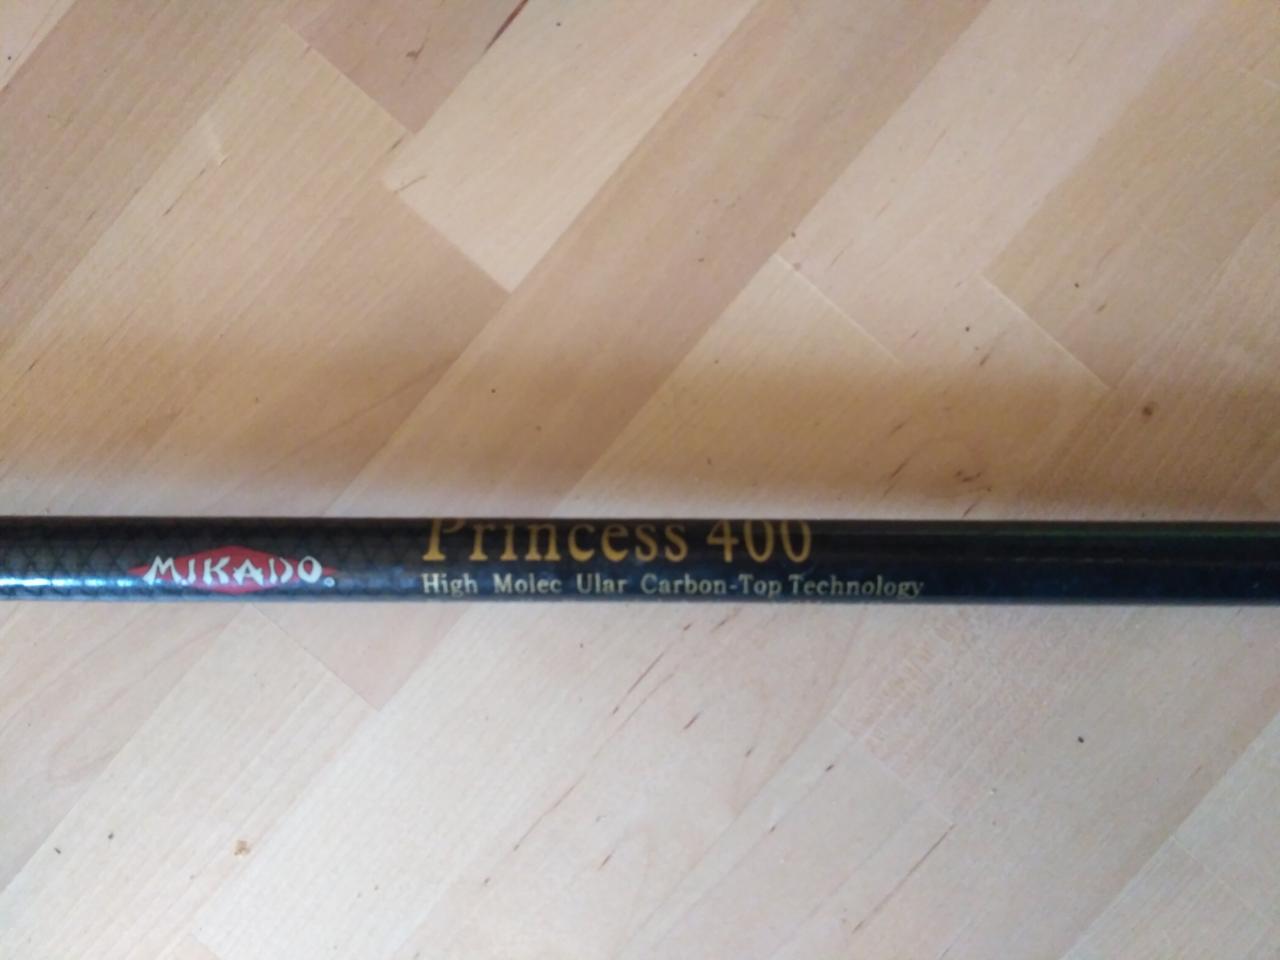 MIKADO.
Princess 400
High Molec Ular Carbon-Top Technology